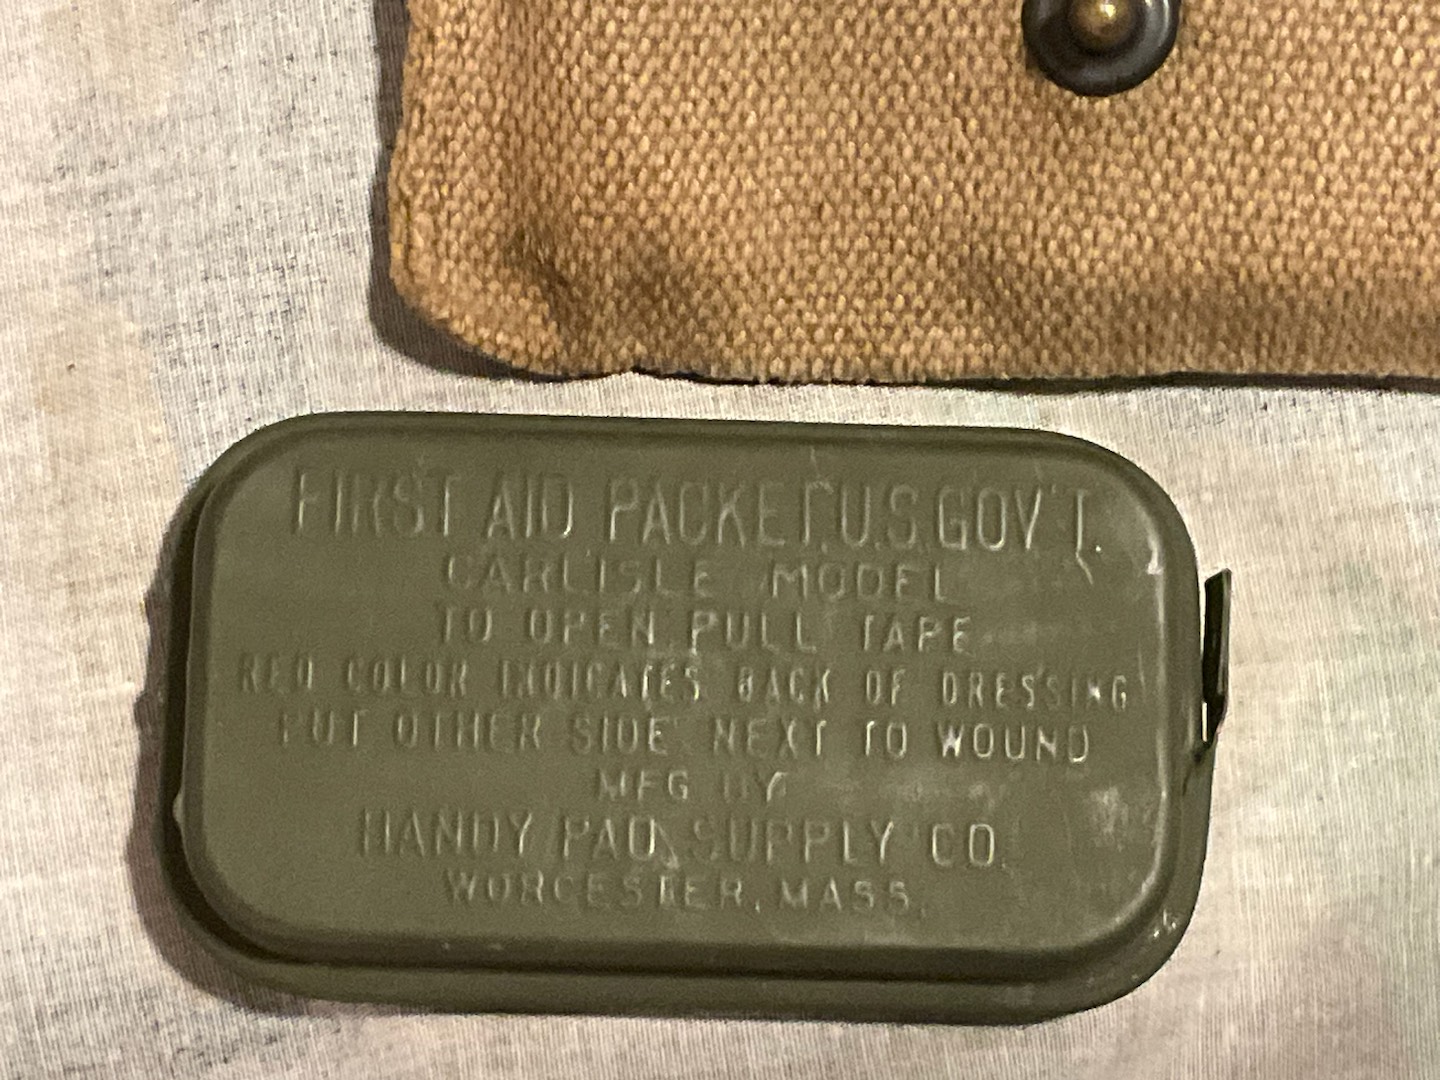 FIRST AID PACKET.U.S.GOV'T.
CARLISLE MODEL
TO OPEN PULL TAPE
RED COLOR INDICATES BACK OF DRESSING
PUT OTHER SIDE NEXT TO WOUND
MFG BY
HANDY PAD SUPPLY CO.
WORCESTER, MASS.